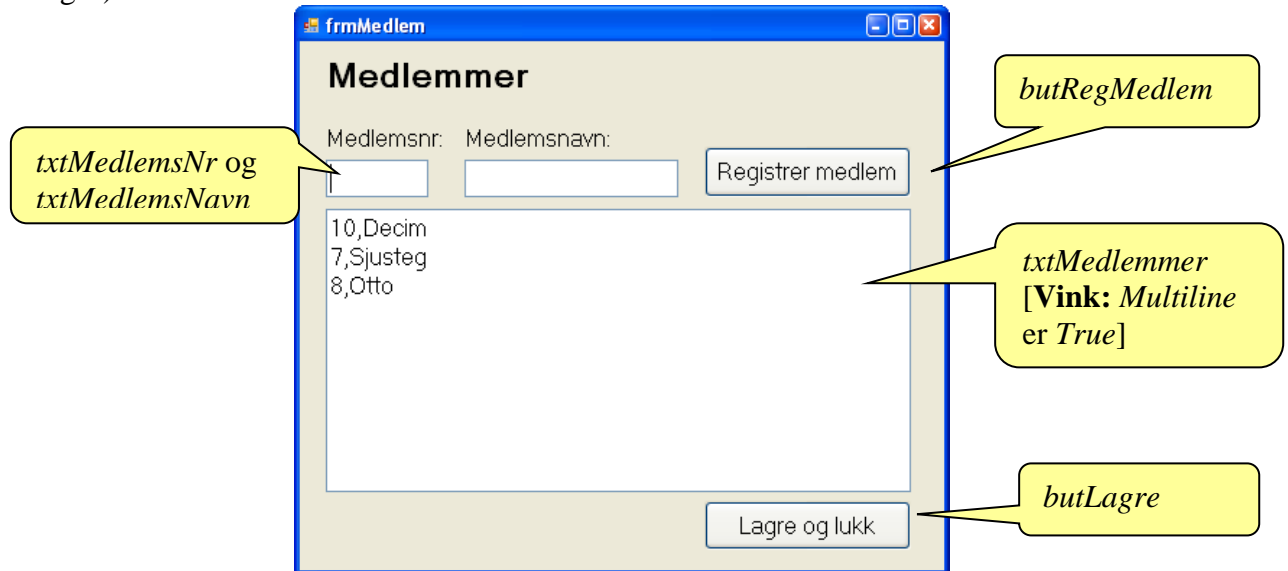 frmMedlem
Medlemmer
butRegMedlem
Medlemsnr: Medlemsnavn:
txtMedlemsNr og
txtMedlemsNavn
Registrer medlem
10,Decim
7,Sjusteg
8,Otto
txtMedlemmer
[Vink: Multiline
er True]
butLagre
Lagre og lukk